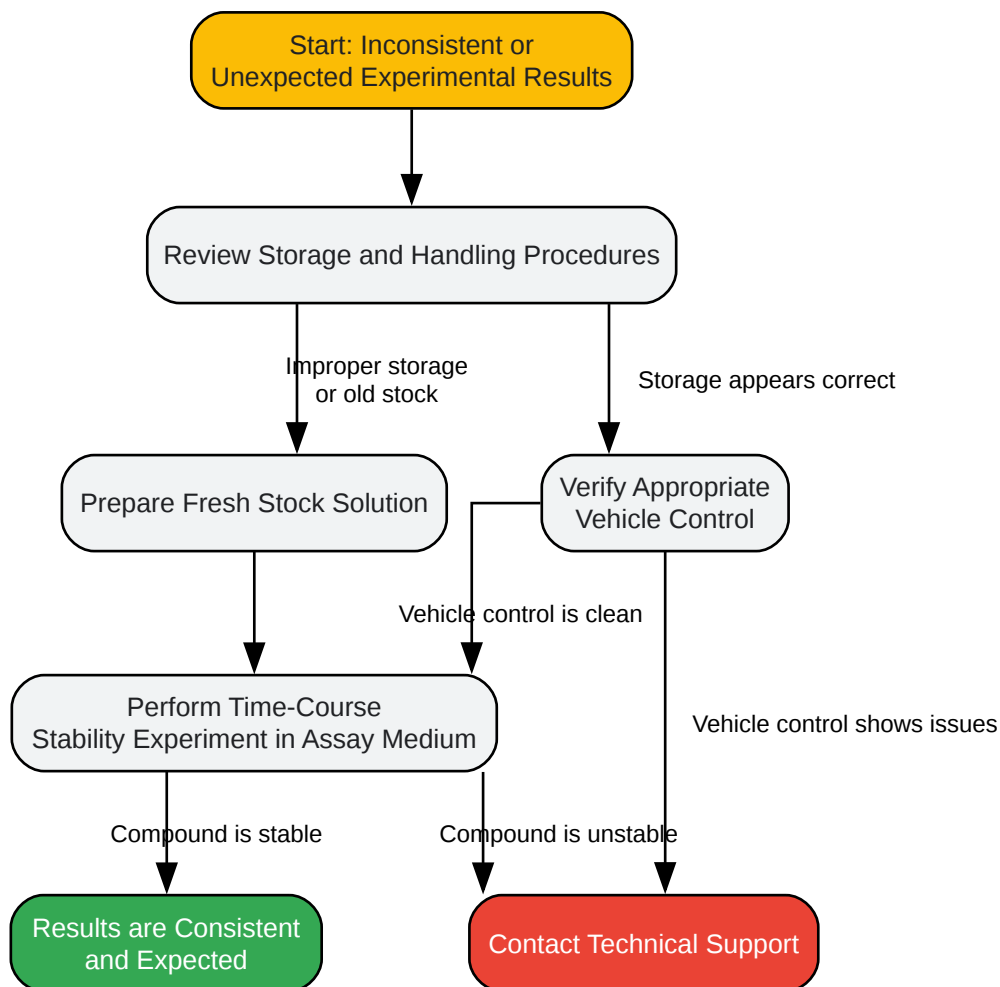 Start: Inconsistent or
Unexpected Experimental Results
Review Storage and Handling Procedures
Improper storage
or old stock
Storage appears correct
Prepare Fresh Stock Solution
Verify Appropriate
Vehicle Control
Vehicle control is clean
Perform Time-Course
Stability Experiment in Assay Medium
Vehicle control shows issues
Compound is stable
Compound is unstable
Results are Consistent
and Expected
Contact Technical Support